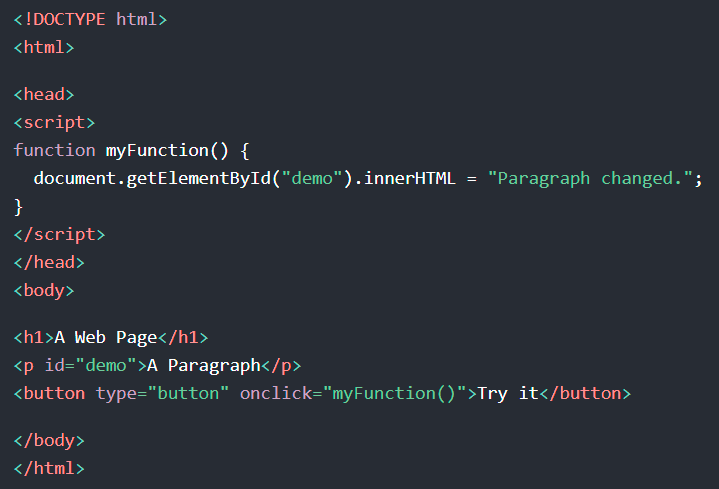 <!DOCTYPE html>
<html>
<head>
<script>
function myFunction() {
  document.getElementById("demo").innerHTML = "Paragraph changed.";
}
</script>
</head>
<body>
<h1>A Web Page</h1>
<p id="demo">A Paragraph</p>
<button type="button" onclick="myFunction()">Try it</button>
</body>
</html>